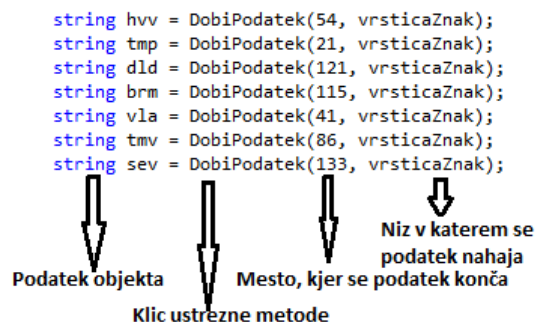 string hvv = DobiPodatek(54, vrsticaZnak);
string tmp = DobiPodatek(21, vrsticaZnak);
string dld = DobiPodatek(121, vrsticaZnak);
string brm = DobiPodatek(115, vrsticaZnak);
string vla = DobiPodatek(41, vrsticaZnak);
string tmv = DobiPodatek(86, vrsticaZnak);
string sev = DobiPodatek(133, vrsticaZnak);
Niz v katerem se
podatek nahaja
Podatek objekta
Mesto, kjer se podatek konča
Klic ustrezne metode